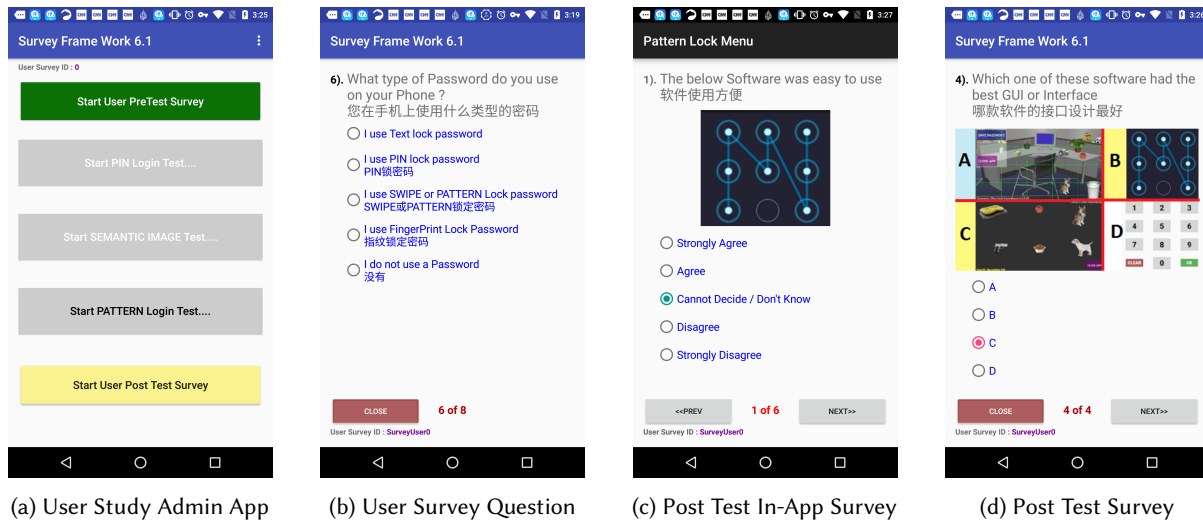 3:25
Survey Frame Work 6.1
User Survey ID : 0
Start User PreTest Survey
Start PIN Login Test....
Start SEMANTIC IMAGE Test....
Start PATTERN Login Test....
Start User Post Test Survey
(a) User Study Admin App
3:19
Survey Frame Work 6.1
6). What type of Password do you use
on your Phone ?
您在手机上使用什么类型的密码
I use Text lock password
I use PIN lock password
PIN锁密码
I use SWIPE or PATTERN Lock password
SWIPE或PATTERN锁定密码
I use FingerPrint Lock Password
指纹锁定密码
I do not use a Password
没有
CLOSE
6 of 8
User Survey ID : SurveyUser0
(b) User Survey Question
3:27
Pattern Lock Menu
1). The below Software was easy to use
软件使用方便
Strongly Agree
Agree
Cannot Decide / Don't Know
Disagree
Strongly Disagree
<<PREV
1 of 6
NEXT>>
User Survey ID : SurveyUser0
(c) Post Test In-App Survey
3:26
Survey Frame Work 6.1
4). Which one of these software had the
best GUI or Interface
哪款软件的接口设计最好
A
B
C
D
1 2 3
4 5 6
7 8 9
CLEAR 0 OK
A
B
C
D
CLOSE
4 of 4
NEXT>>
User Survey ID : SurveyUser0
(d) Post Test Survey